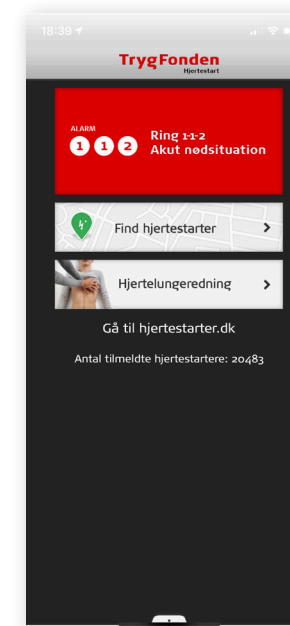 18:39
TrygFonden
Hjertestart
ALARM
1 1 2
Ring 1-1-2
Akut nødsituation
Find hjertestarter
Hjertelungeredning
Gå til hjertestarter.dk
Antal tilmeldte hjertestartere: 20483